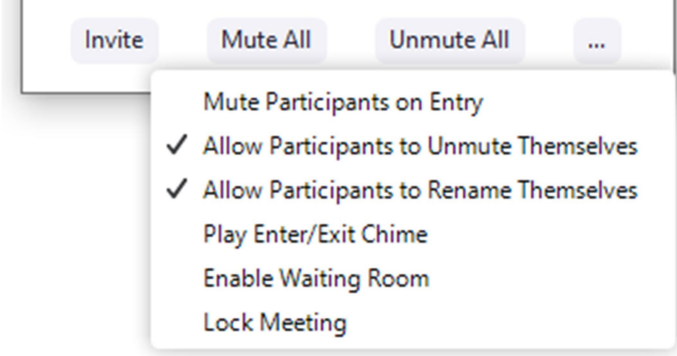 Invite Mute All Unmute All ...
Mute Participants on Entry
✓ Allow Participants to Unmute Themselves
✓ Allow Participants to Rename Themselves
Play Enter/Exit Chime
Enable Waiting Room
Lock Meeting